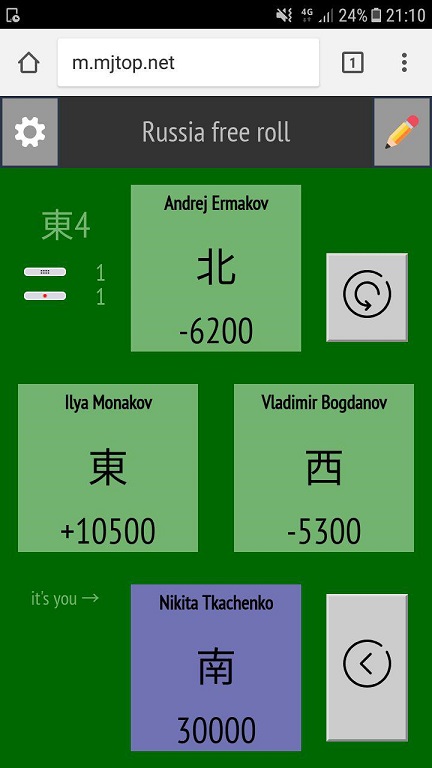 4G 24% 21:10
m.mjtop.net 1
Russia free roll
東4
1
1
Andrej Ermakov
北
-6200
Ilya Monakov
東
+10500
Vladimir Bogdanov
西
-5300
it's you →
Nikita Tkachenko
南
30000